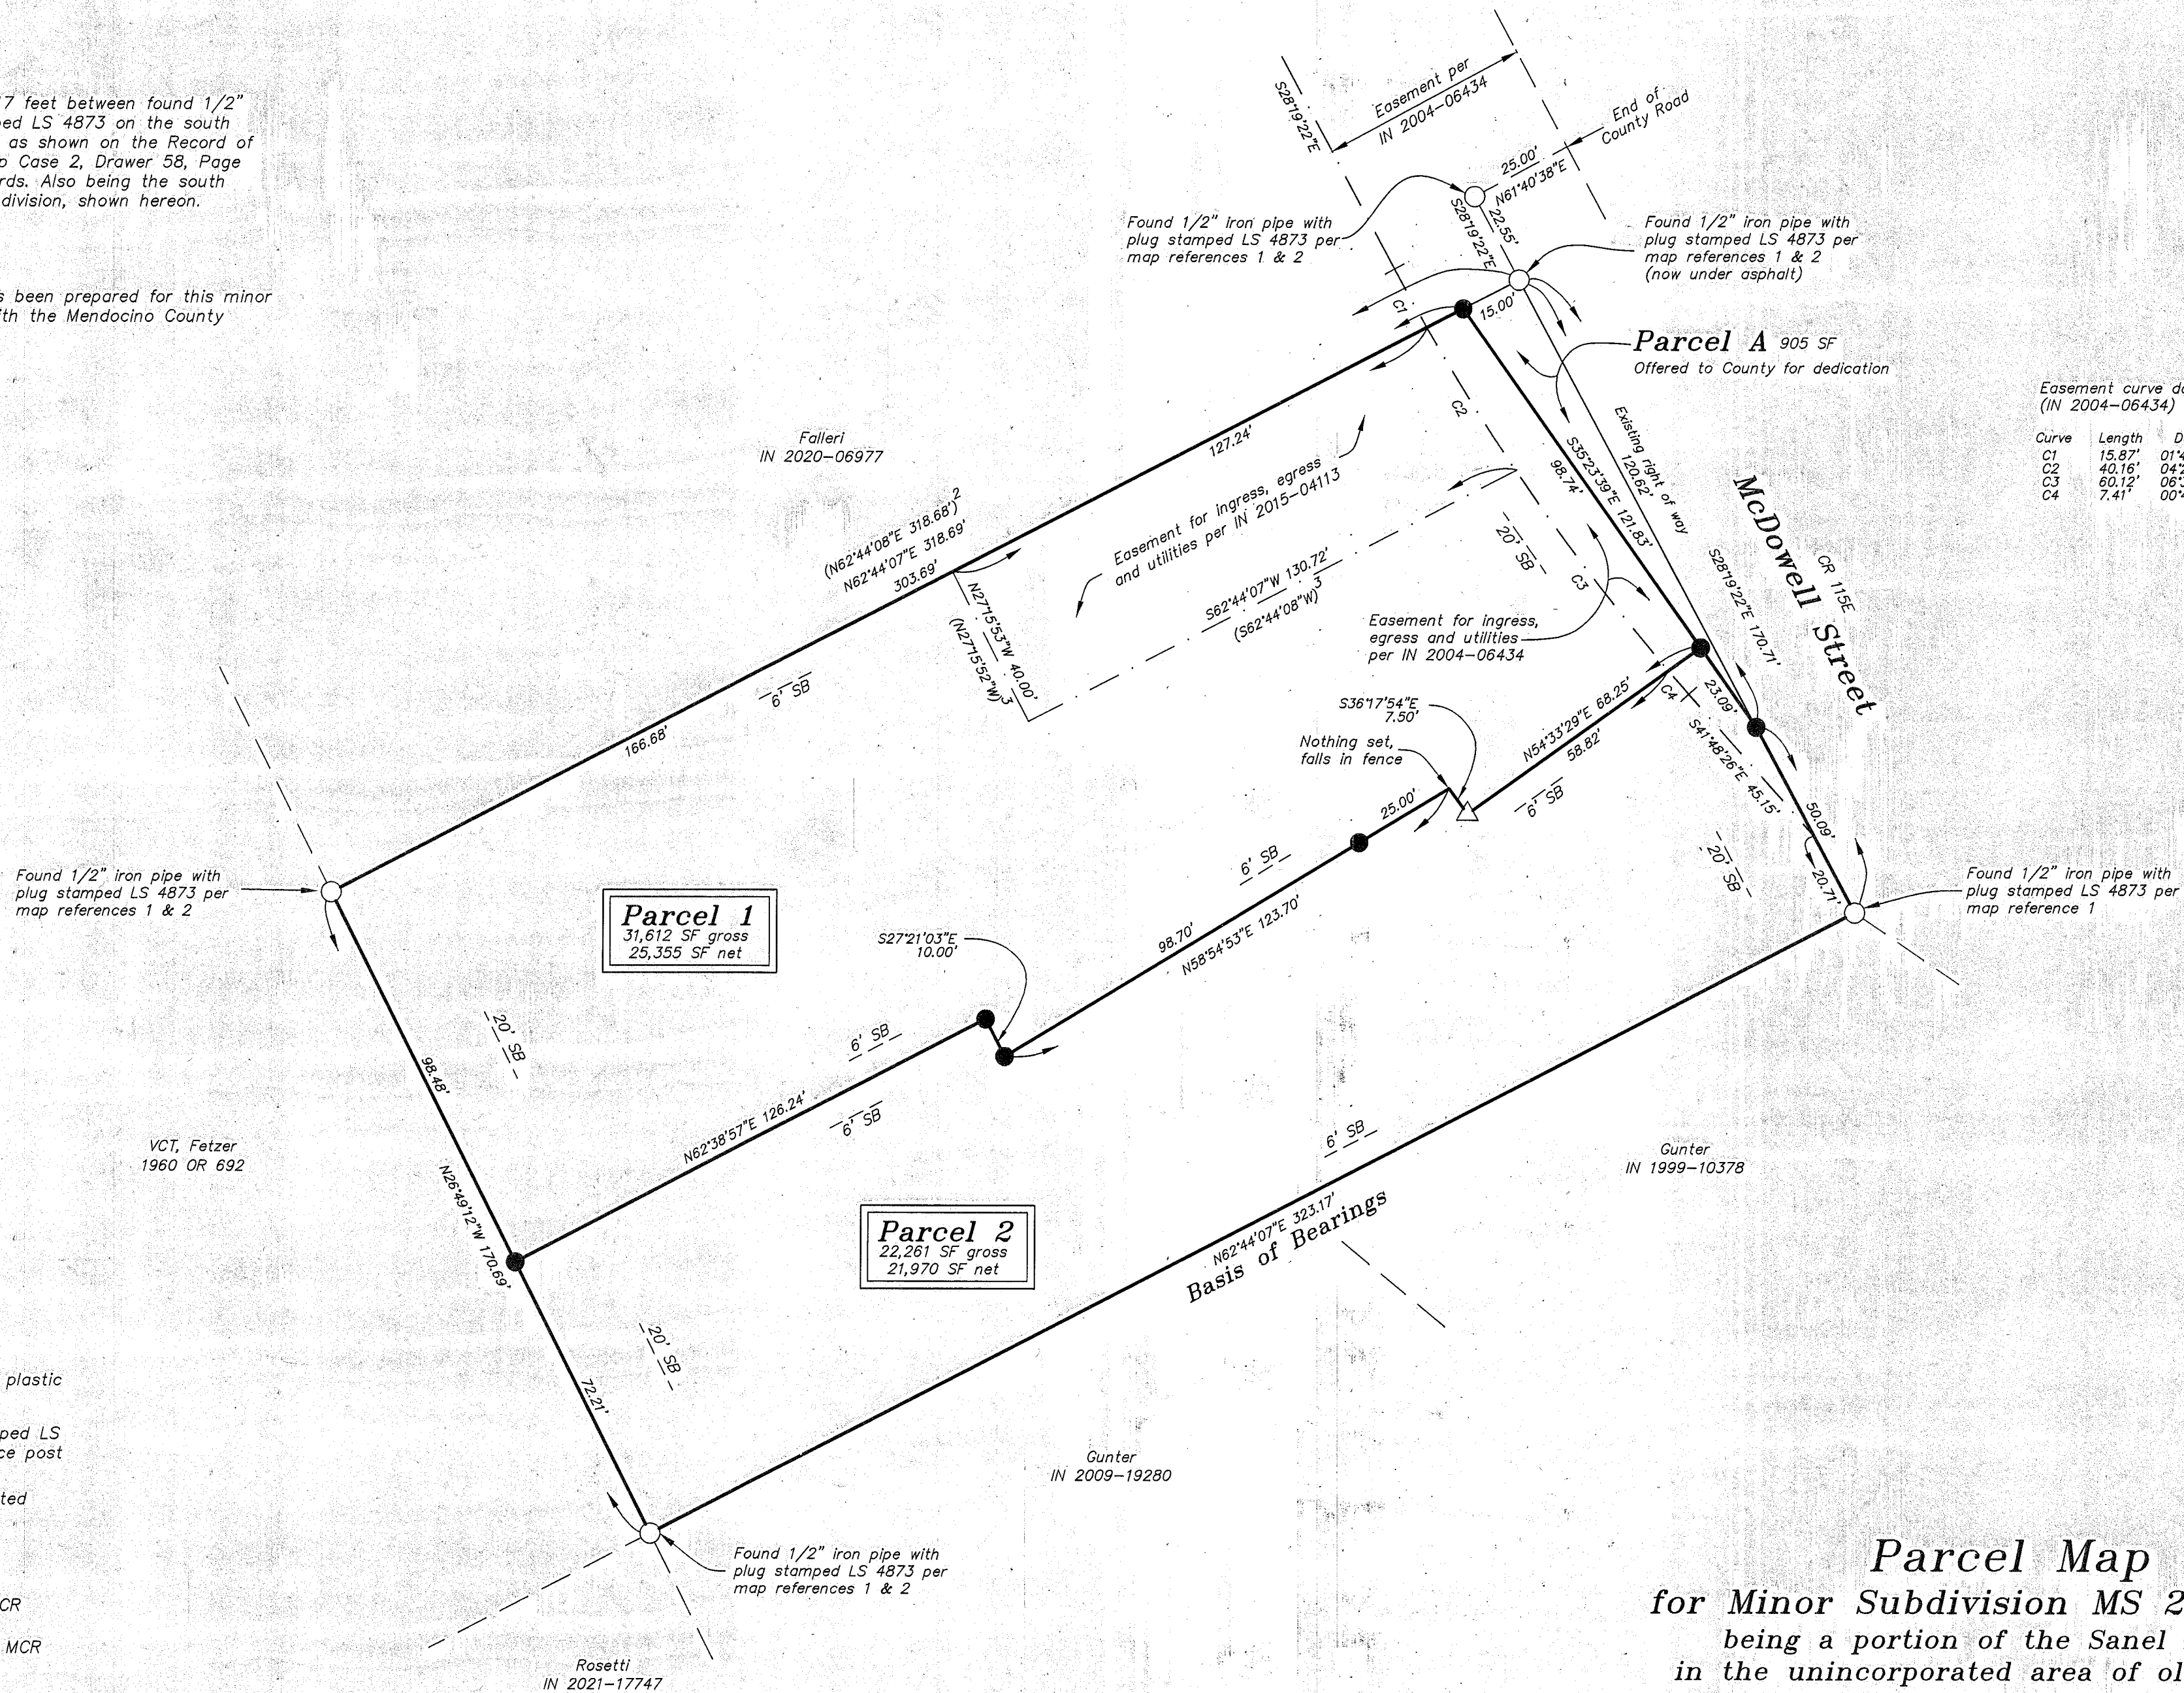 7 feet between found 1/2"
ped LS 4873 on the south
as shown on the Record of
p Case 2, Drawer 58, Page
rds. Also being the south
division, shown hereon.
s been prepared for this minor
ith the Mendocino County
S28°19'22"E
Easement per
IN 2004-06434
End of
County Road
25.00'
N61°40'38"E
S28°19'22"E
22.55'
Found 1/2" iron pipe with
plug stamped LS 4873 per
map references 1 & 2
Found 1/2" iron pipe with
plug stamped LS 4873 per
map references 1 & 2
(now under asphalt)
C1
15.00'
Parcel A 905 SF
Offered to County for dedication
Easement curve da
(IN 2004-06434)
Curve Length D
C1 15.87' 01°4
C2 40.16' 04°2
C3 60.12' 06°3
C4 7.41' 00°4
C2
Falleri
IN 2020-06977
127.24'
Easement for ingress, egress
and utilities per IN 2015-04113
Existing right of way
120.62'
S35°23'39"E 121.83'
98.74'
McDowell Street
CR 115E
S28°19'22"E 170.71'
20' SB
C3
(N62°44'08"E 318.68')2
N62°44'07"E 318.69'
303.69'
N27°15'53"W 40.00'
(N27°15'52"W)3
S62°44'07"W 130.72'
(S62°44'08"W)3
Easement for ingress,
egress and utilities
per IN 2004-06434
6' SB
166.68'
S36°17'54"E
7.50'
Nothing set,
falls in fence
N54°33'29"E 68.25'
58.82'
C4
23.09'
S41°48'26"E 45.15'
6' SB
25.00'
50.09'
20' SB
20.71'
Found 1/2" iron pipe with
plug stamped LS 4873 per
map references 1 & 2
Found 1/2" iron pipe with
plug stamped LS 4873 per
map reference 1
Parcel 1
31,612 SF gross
25,355 SF net
6' SB
98.70'
N58°54'53"E 123.70'
S27°21'03"E
10.00'
20' SB
6' SB
98.48'
N62°38'57"E 126.24'
6' SB
6' SB
VCT, Fetzer
1960 OR 692
N26°49'12"W 170.69'
Gunter
IN 1999-10378
Parcel 2
22,261 SF gross
21,970 SF net
N62°44'07"E 323.17'
Basis of Bearings
20' SB
72.21'
plastic
ped LS
ce post
ted
Gunter
IN 2009-19280
Found 1/2" iron pipe with
plug stamped LS 4873 per
map references 1 & 2
CR
MCR
Rosetti
IN 2021-17747
Parcel Map
for Minor Subdivision MS 2
being a portion of the Sanel
in the unincorporated area of ol